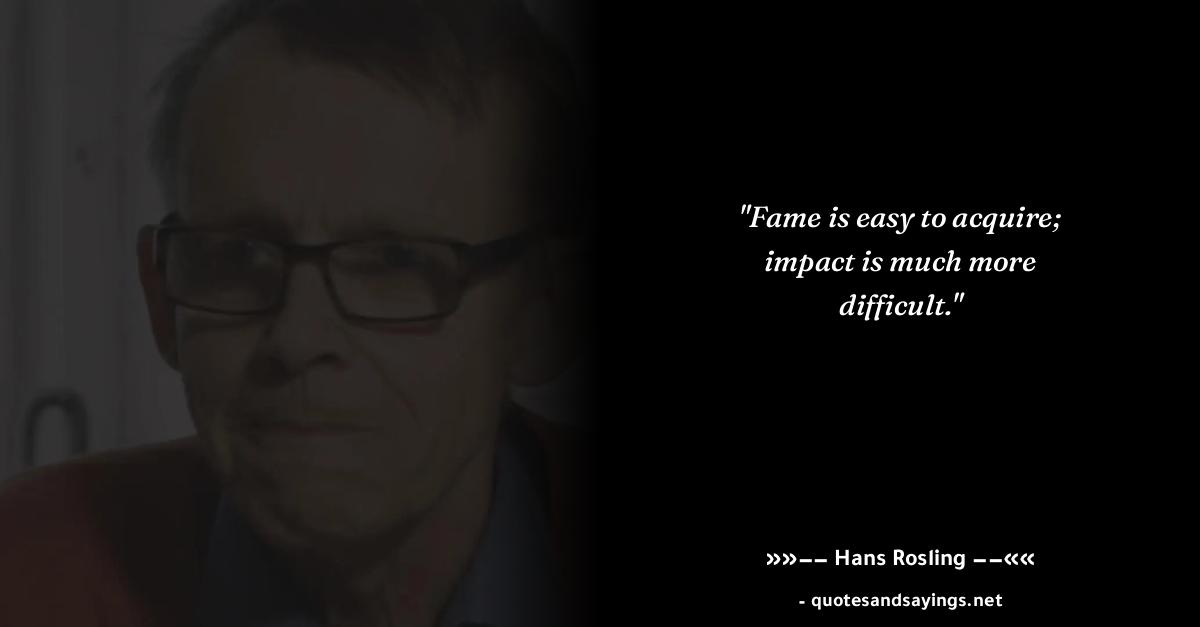 "Fame is easy to acquire;
impact is much more
difficult."
»»–– Hans Rosling ––««
- quotesandsayings.net